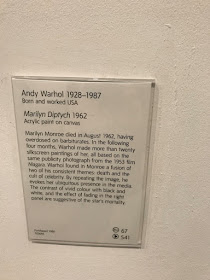 Andy Warhol 1928–1987
Born and worked USA
Marilyn Diptych 1962
Acrylic paint on canvas
Marilyn Monroe died in August 1962, having
overdosed on barbiturates. In the following
four months, Warhol made more than twenty
silkscreen paintings of her, all based on the
same publicity photograph from the 1953 film
Niagara. Warhol found in Monroe a fusion of
two of his consistent themes: death and the
cult of celebrity. By repeating the image, he
evokes her ubiquitous presence in the media.
The contrast of vivid colour with black and
white, and the effect of fading in the right
panel are suggestive of the star's mortality.
67
541